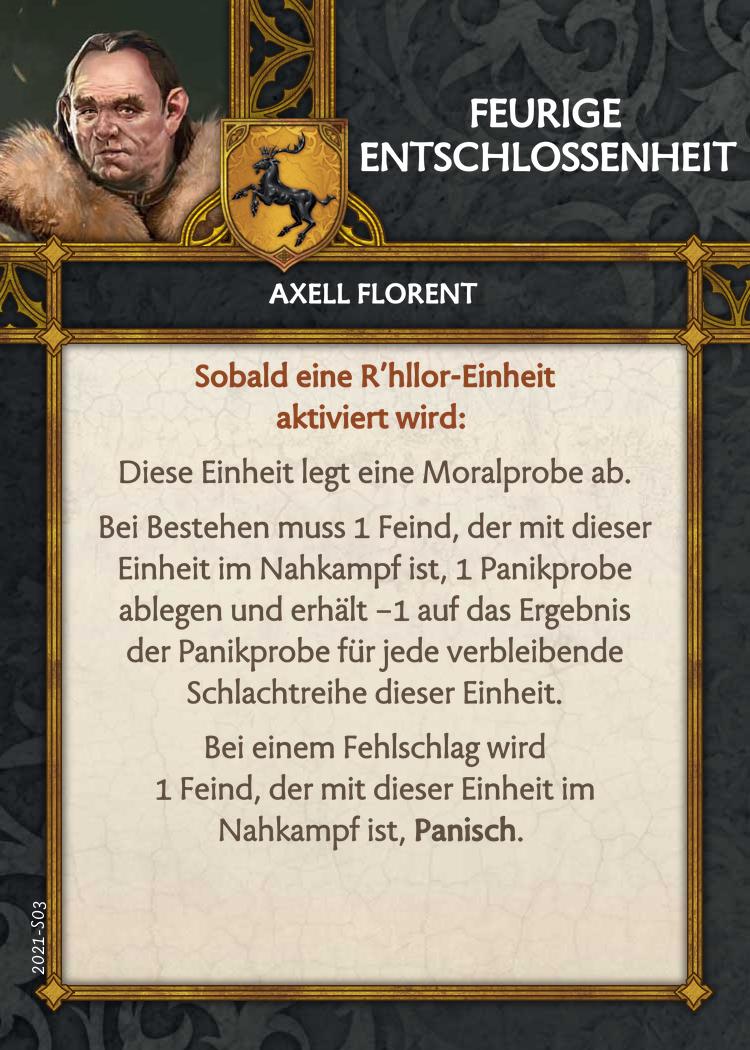 FEURIGE
ENTSCHLOSSENHEIT
AXELL FLORENT
Sobald eine R’hllor-Einheit
aktiviert wird:
Diese Einheit legt eine Moralprobe ab.
Bei Bestehen muss 1 Feind, der mit dieser
Einheit im Nahkampf ist, 1 Panikprobe
ablegen und erhält −1 auf das Ergebnis
der Panikprobe für jede verbleibende
Schlachtreihe dieser Einheit.
Bei einem Fehlschlag wird
1 Feind, der mit dieser Einheit im
Nahkampf ist, Panisch.
2021-S03